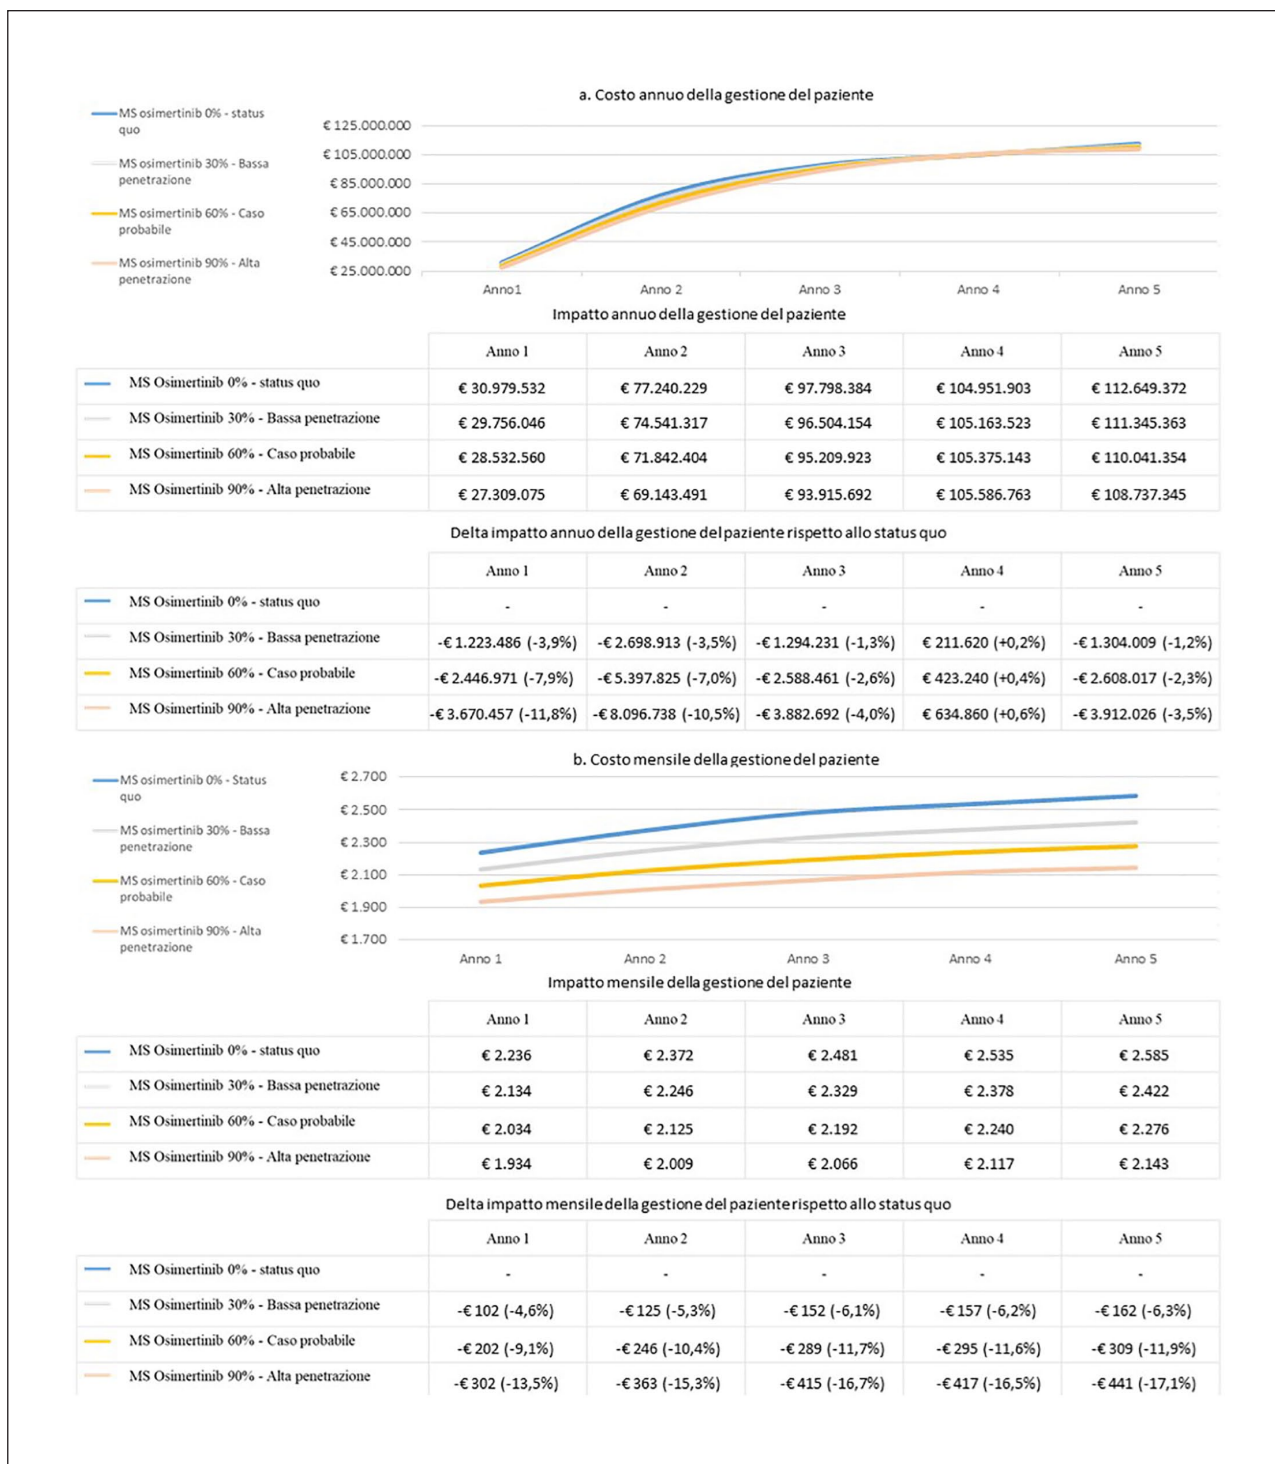 a. Costo annuo della gestione del paziente
MS osimertinib 0% - status
quo
MS osimertinib 30% - Bassa
penetrazione
MS osimertinib 60% - Caso
probabile
MS osimertinib 90% - Alta
penetrazione
€ 125.000.000
€ 105.000.000
€ 85.000.000
€ 65.000.000
€ 45.000.000
€ 25.000.000
Anno1 Anno 2 Anno 3 Anno 4 Anno 5
Impatto annuo della gestione del paziente
Anno 1 Anno 2 Anno 3 Anno 4 Anno 5
MS Osimertinib 0% - status quo € 30.979.532 € 77.240.229 € 97.798.384 € 104.951.903 € 112.649.372
MS Osimertinib 30% - Bassa penetrazione € 29.756.046 € 74.541.317 € 96.504.154 € 105.163.523 € 111.345.363
MS Osimertinib 60% - Caso probabile € 28.532.560 € 71.842.404 € 95.209.923 € 105.375.143 € 110.041.354
MS Osimertinib 90% - Alta penetrazione € 27.309.075 € 69.143.491 € 93.915.692 € 105.586.763 € 108.737.345
Delta impatto annuo della gestione del paziente rispetto allo status quo
Anno 1 Anno 2 Anno 3 Anno 4 Anno 5
MS Osimertinib 0% - status quo - - - - -
MS Osimertinib 30% - Bassa penetrazione -€ 1.223.486 (-3,9%) -€ 2.698.913 (-3,5%) -€ 1.294.231 (-1,3%) € 211.620 (+0,2%) -€ 1.304.009 (-1,2%)
MS Osimertinib 60% - Caso probabile -€ 2.446.971 (-7,9%) -€ 5.397.825 (-7,0%) -€ 2.588.461 (-2,6%) € 423.240 (+0,4%) -€ 2.608.017 (-2,3%)
MS Osimertinib 90% - Alta penetrazione -€ 3.670.457 (-11,8%) -€ 8.096.738 (-10,5%) -€ 3.882.692 (-4,0%) € 634.860 (+0,6%) -€ 3.912.026 (-3,5%)
b. Costo mensile della gestione del paziente
MS osimertinib 0% - Status
quo
MS osimertinib 30% - Bassa
penetrazione
MS osimertinib 60% - Caso
probabile
MS osimertinib 90% - Alta
penetrazione
€ 2.700
€ 2.500
€ 2.300
€ 2.100
€ 1.900
€ 1.700
Anno 1 Anno 2 Anno 3 Anno 4 Anno 5
Impatto mensile della gestione del paziente
Anno 1 Anno 2 Anno 3 Anno 4 Anno 5
MS Osimertinib 0% - status quo € 2.236 € 2.372 € 2.481 € 2.535 € 2.585
MS Osimertinib 30% - Bassa penetrazione € 2.134 € 2.246 € 2.329 € 2.378 € 2.422
MS Osimertinib 60% - Caso probabile € 2.034 € 2.125 € 2.192 € 2.240 € 2.276
MS Osimertinib 90% - Alta penetrazione € 1.934 € 2.009 € 2.066 € 2.117 € 2.143
Delta impatto mensile della gestione del paziente rispetto allo status quo
Anno 1 Anno 2 Anno 3 Anno 4 Anno 5
MS Osimertinib 0% - status quo - - - - -
MS Osimertinib 30% - Bassa penetrazione -€ 102 (-4,6%) -€ 125 (-5,3%) -€ 152 (-6,1%) -€ 157 (-6,2%) -€ 162 (-6,3%)
MS Osimertinib 60% - Caso probabile -€ 202 (-9,1%) -€ 246 (-10,4%) -€ 289 (-11,7%) -€ 295 (-11,6%) -€ 309 (-11,9%)
MS Osimertinib 90% - Alta penetrazione -€ 302 (-13,5%) -€ 363 (-15,3%) -€ 415 (-16,7%) -€ 417 (-16,5%) -€ 441 (-17,1%)